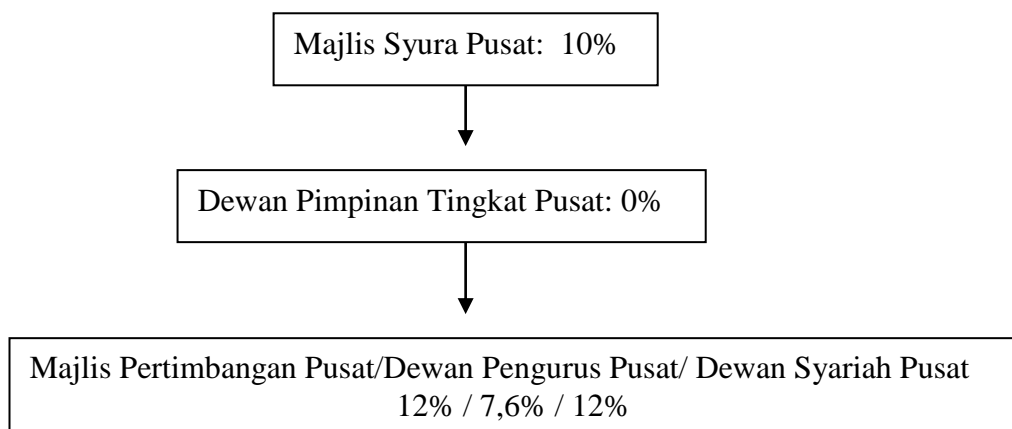 Majlis Syura Pusat:  10%
Dewan Pimpinan Tingkat Pusat: 0%
Majlis Pertimbangan Pusat/Dewan Pengurus Pusat/ Dewan Syariah Pusat
12% / 7,6% / 12%